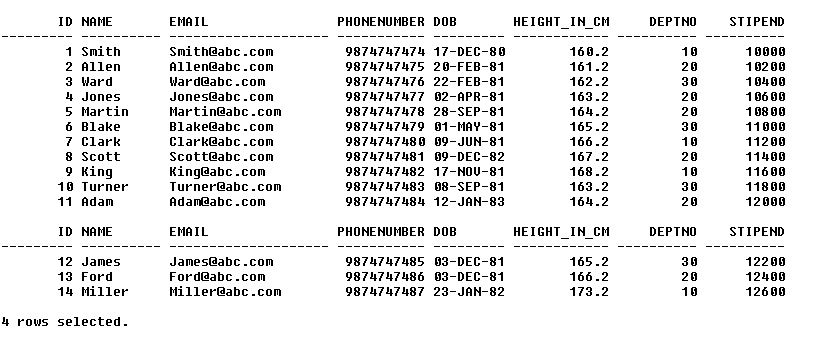 ID NAME EMAIL PHONENUMBER DOB HEIGHT_IN_CM DEPTNO STIPEND
---------- ---------- -------------------- ----------- --------- ------------ ---------- ----------
1 Smith Smith@abc.com 9874747474 17-DEC-80 160.2 10 10000
2 Allen Allen@abc.com 9874747475 20-FEB-81 161.2 20 10200
3 Ward Ward@abc.com 9874747476 22-FEB-81 162.2 30 10400
4 Jones Jones@abc.com 9874747477 02-APR-81 163.2 20 10600
5 Martin Martin@abc.com 9874747478 28-SEP-81 164.2 20 10800
6 Blake Blake@abc.com 9874747479 01-MAY-81 165.2 30 11000
7 Clark Clark@abc.com 9874747480 09-JUN-81 166.2 10 11200
8 Scott Scott@abc.com 9874747481 09-DEC-82 167.2 20 11400
9 King King@abc.com 9874747482 17-NOV-81 168.2 10 11600
10 Turner Turner@abc.com 9874747483 08-SEP-81 163.2 30 11800
11 Adam Adam@abc.com 9874747484 12-JAN-83 164.2 20 12000
ID NAME EMAIL PHONENUMBER DOB HEIGHT_IN_CM DEPTNO STIPEND
---------- ---------- -------------------- ----------- --------- ------------ ---------- ----------
12 James James@abc.com 9874747485 03-DEC-81 165.2 30 12200
13 Ford Ford@abc.com 9874747486 03-DEC-81 166.2 20 12400
14 Miller Miller@abc.com 9874747487 23-JAN-82 173.2 10 12600
4 rows selected.